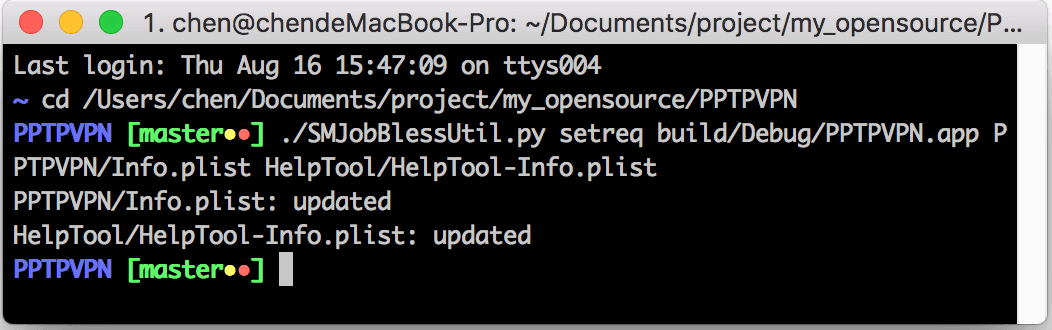 1. chen@chendeMacBook-Pro: ~/Documents/project/my_opensource/P...
Last login: Thu Aug 16 15:47:09 on ttys004
~ cd /Users/chen/Documents/project/my_opensource/PPTPVPN
PPTPVPN [master●●] ./SMJobBlessUtil.py setreq build/Debug/PPTPVPN.app P
PTPVPN/Info.plist HelpTool/HelpTool-Info.plist
PPTPVPN/Info.plist: updated
HelpTool/HelpTool-Info.plist: updated
PPTPVPN [master●●]